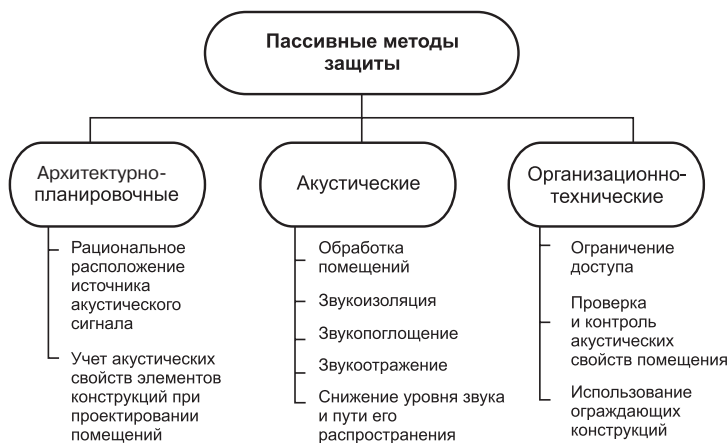 Пассивные методы
защиты
Архитектурно-
планировочные
Рациональное
расположение
источника
акустического
сигнала
Учет акустических
свойств элементов
конструкций при
проектировании
помещений
Акустические
Обработка
помещений
Звукоизоляция
Звукопоглощение
Звукоотражение
Снижение уровня звука
и пути его
распространения
Организационно-
технические
Ограничение
доступа
Проверка
и контроль
акустических
свойств помещения
Использование
ограждающих
конструкций